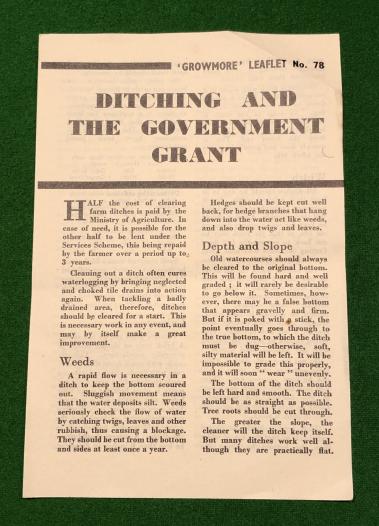 'GROWMORE' LEAFLET No. 78
DITCHING AND
THE GOVERNMENT
GRANT
HALF the cost of clearing
farm ditches is paid by the
Ministry of Agriculture. In
case of need, it is possible for the
other half to be lent under the
Services Scheme, this being repaid
by the farmer over a period up to
3 years.
Cleaning out a ditch often cures
waterlogging by bringing neglected
and choked tile drains into action
again. When tackling a badly
drained area, therefore, ditches
should be cleared for a start. This
is necessary work in any event, and
may by itself make a great
improvement.
Weeds
A rapid flow is necessary in a
ditch to keep the bottom scoured
out. Sluggish movement means
that the water deposits silt. Weeds
seriously check the flow of water
by catching twigs, leaves and other
rubbish, thus causing a blockage.
They should be cut from the bottom
and sides at least once a year.
Hedges should be kept cut well
back, for hedge branches that hang
down into the water act like weeds,
and also drop twigs and leaves.
Depth and Slope
Old watercourses should always
be cleared to the original bottom.
This will be found hard and well
graded ; it will rarely be desirable
to go below it. Sometimes, how-
ever, there may be a false bottom
that appears gravelly and firm.
But if it is poked with a stick, the
point eventually goes through to
the true bottom, to which the ditch
must be dug—otherwise, soft,
silty material will be left. It will be
impossible to grade this properly,
and it will soon " wear " unevenly.
The bottom of the ditch should
be left hard and smooth. The ditch
should be as straight as possible.
Tree roots should be cut through.
The greater the slope, the
cleaner will the ditch keep itself.
But many ditches work well al-
though they are practically flat.